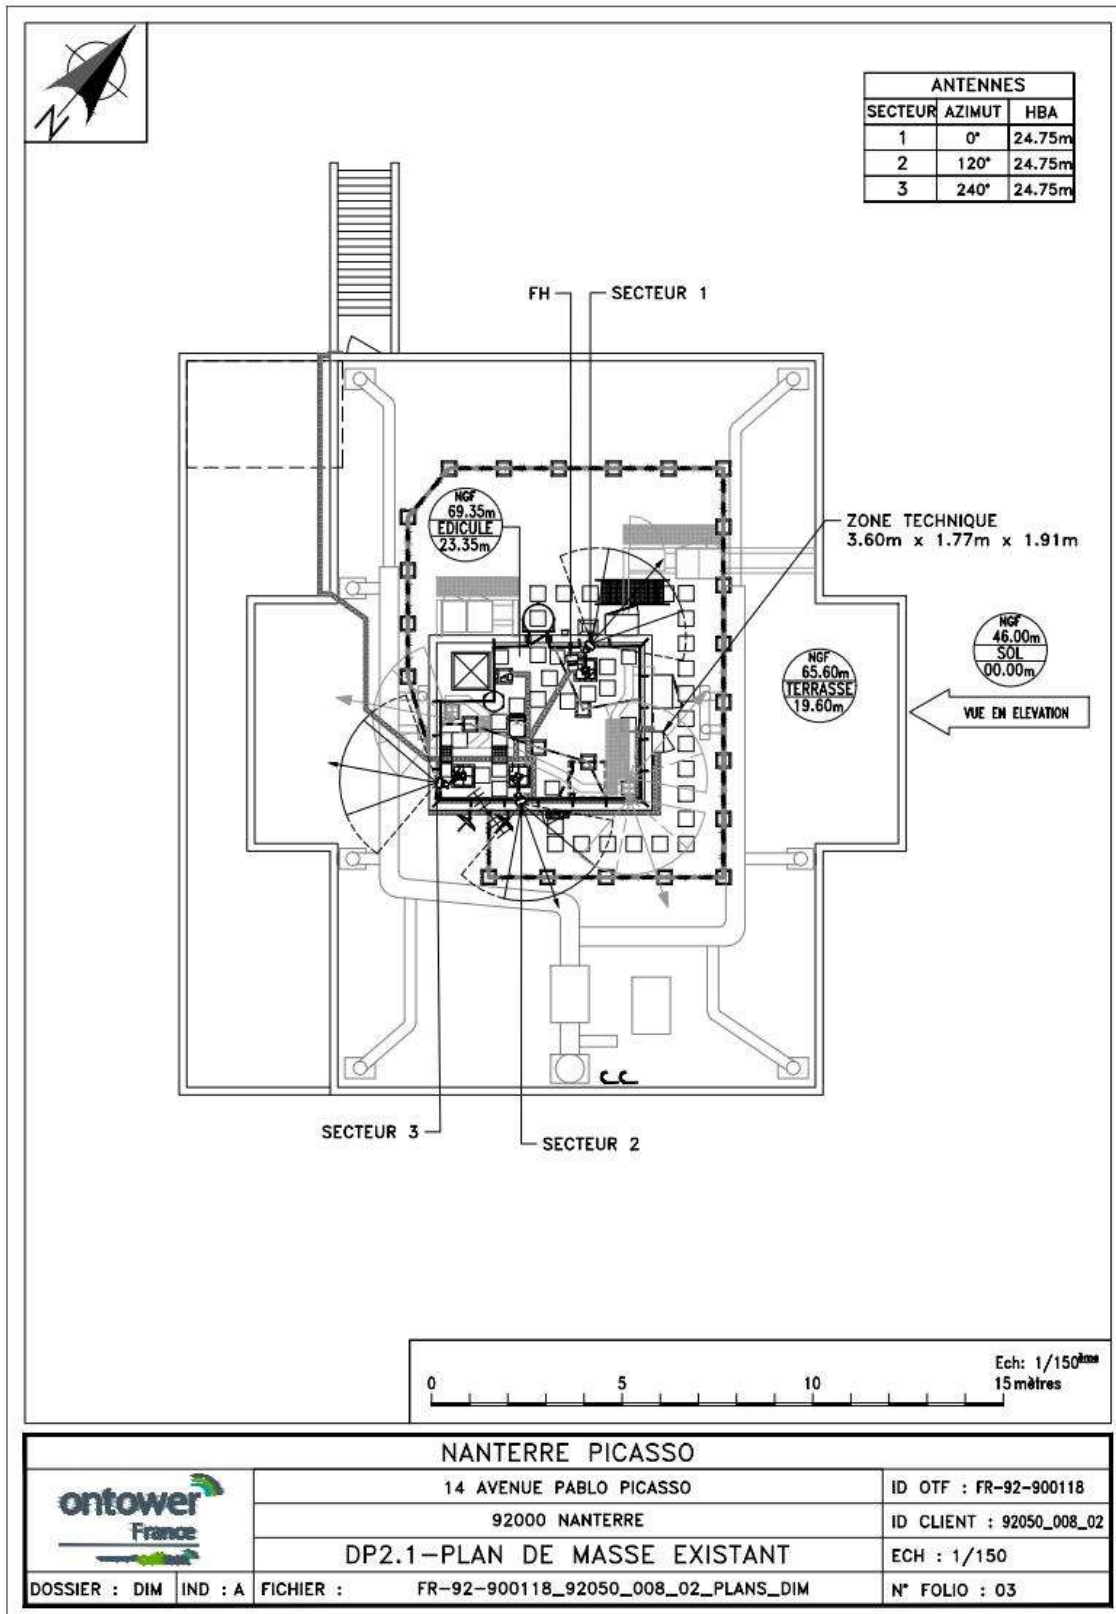 N
ANTENNES
SECTEUR AZIMUT HBA
1 0° 24.75m
2 120° 24.75m
3 240° 24.75m
FH
SECTEUR 1
NGF
69.35m
EDICULE
23.35m
ZONE TECHNIQUE
3.60m x 1.77m x 1.91m
NGF
46.00m
SOL
00.00m
NGF
65.60m
TERRASSE
19.60m
VUE EN ELEVATION
SECTEUR 3
SECTEUR 2
Ech: 1/150ème
0 5 10 15 mètres
NANTERRE PICASSO
ontower
France
14 AVENUE PABLO PICASSO
ID OTF : FR-92-900118
92000 NANTERRE
ID CLIENT : 92050_008_02
DP2.1-PLAN DE MASSE EXISTANT
ECH : 1/150
DOSSIER : DIM
IND : A
FICHIER : FR-92-900118_92050_008_02_PLANS_DIM
N° FOLIO : 03